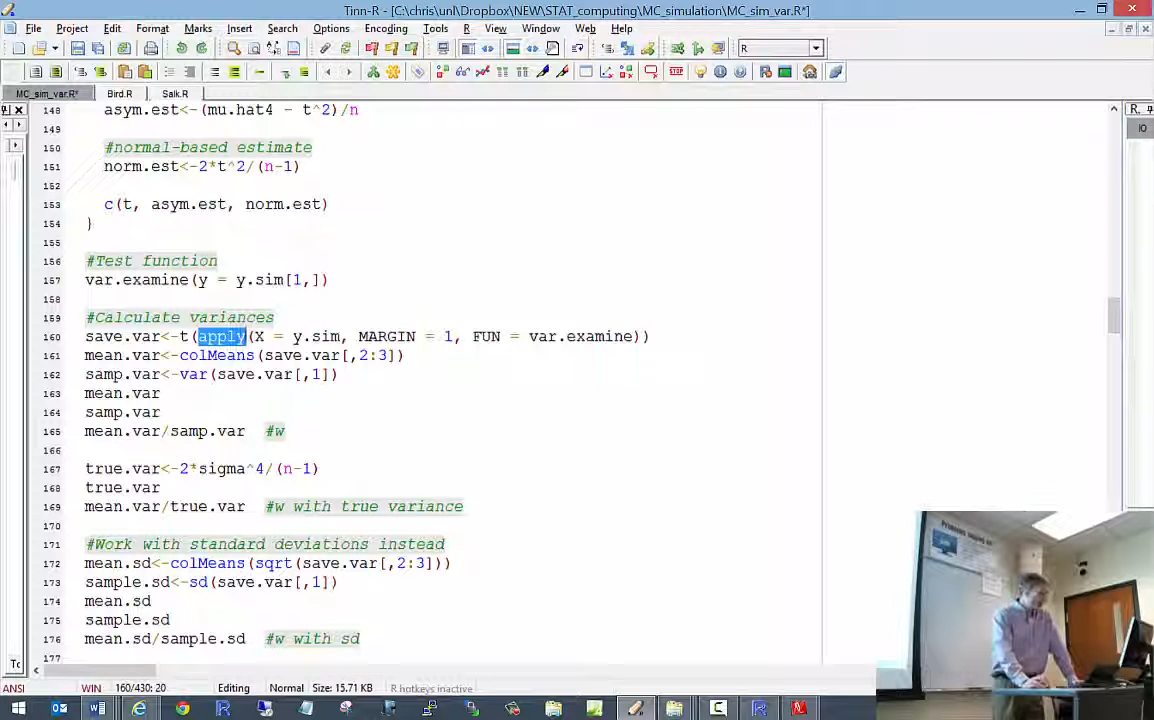 Tinn-R - [C:\chris\unl\Dropbox\NEW\STAT_computing\MC_simulation\MC_sim_var.R*]
File Project Edit Format Marks Insert Search Options Encoding Tools R View Window Web Help
R
MC_sim_var.R* Bird.R Salk.R
R.
IO
148 asym.est<-(mu.hat4 - t^2)/n
149
150 #normal-based estimate
151 norm.est<-2*t^2/(n-1)
152
153 c(t, asym.est, norm.est)
154 }
155
156 #Test function
157 var.examine(y = y.sim[1,])
158
159 #Calculate variances
160 save.var<-t(apply(X = y.sim, MARGIN = 1, FUN = var.examine))
161 mean.var<-colMeans(save.var[,2:3])
162 samp.var<-var(save.var[,1])
163 mean.var
164 samp.var
165 mean.var/samp.var #w
166
167 true.var<-2*sigma^4/(n-1)
168 true.var
169 mean.var/true.var #w with true variance
170
171 #Work with standard deviations instead
172 mean.sd<-colMeans(sqrt(save.var[,2:3]))
173 sample.sd<-sd(save.var[,1])
174 mean.sd
175 sample.sd
176 mean.sd/sample.sd #w with sd
177
Tc
ANSI WIN 160/430: 20 Editing Normal Size: 15.71 KB R hotkeys inactive